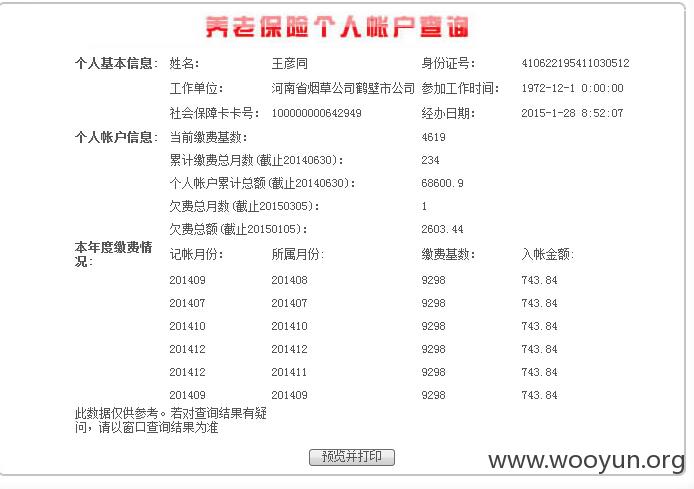 养老保险个人帐户查询
个人基本信息: 姓名: 王彦同 身份证号: 410622195411030512
工作单位: 河南省烟草公司鹤壁市公司 参加工作时间: 1972-12-1 0:00:00
社会保障卡卡号: 100000000642949 经办日期: 2015-1-28 8:52:07
个人帐户信息: 当前缴费基数: 4619
累计缴费总月数(截止20140630): 234
个人帐户累计总额(截止20140630): 68600.9
欠费总月数(截止20150305): 1
欠费总额(截止20150105): 2603.44
本年度缴费情
况: 记帐月份: 所属月份: 缴费基数: 入帐金额:
201409 201408 9298 743.84
201407 201407 9298 743.84
201410 201410 9298 743.84
201412 201412 9298 743.84
201412 201411 9298 743.84
201409 201409 9298 743.84
此数据仅供参考。若对查询结果有疑
问，请以窗口查询结果为准
预览并打印
www.wooyun.org